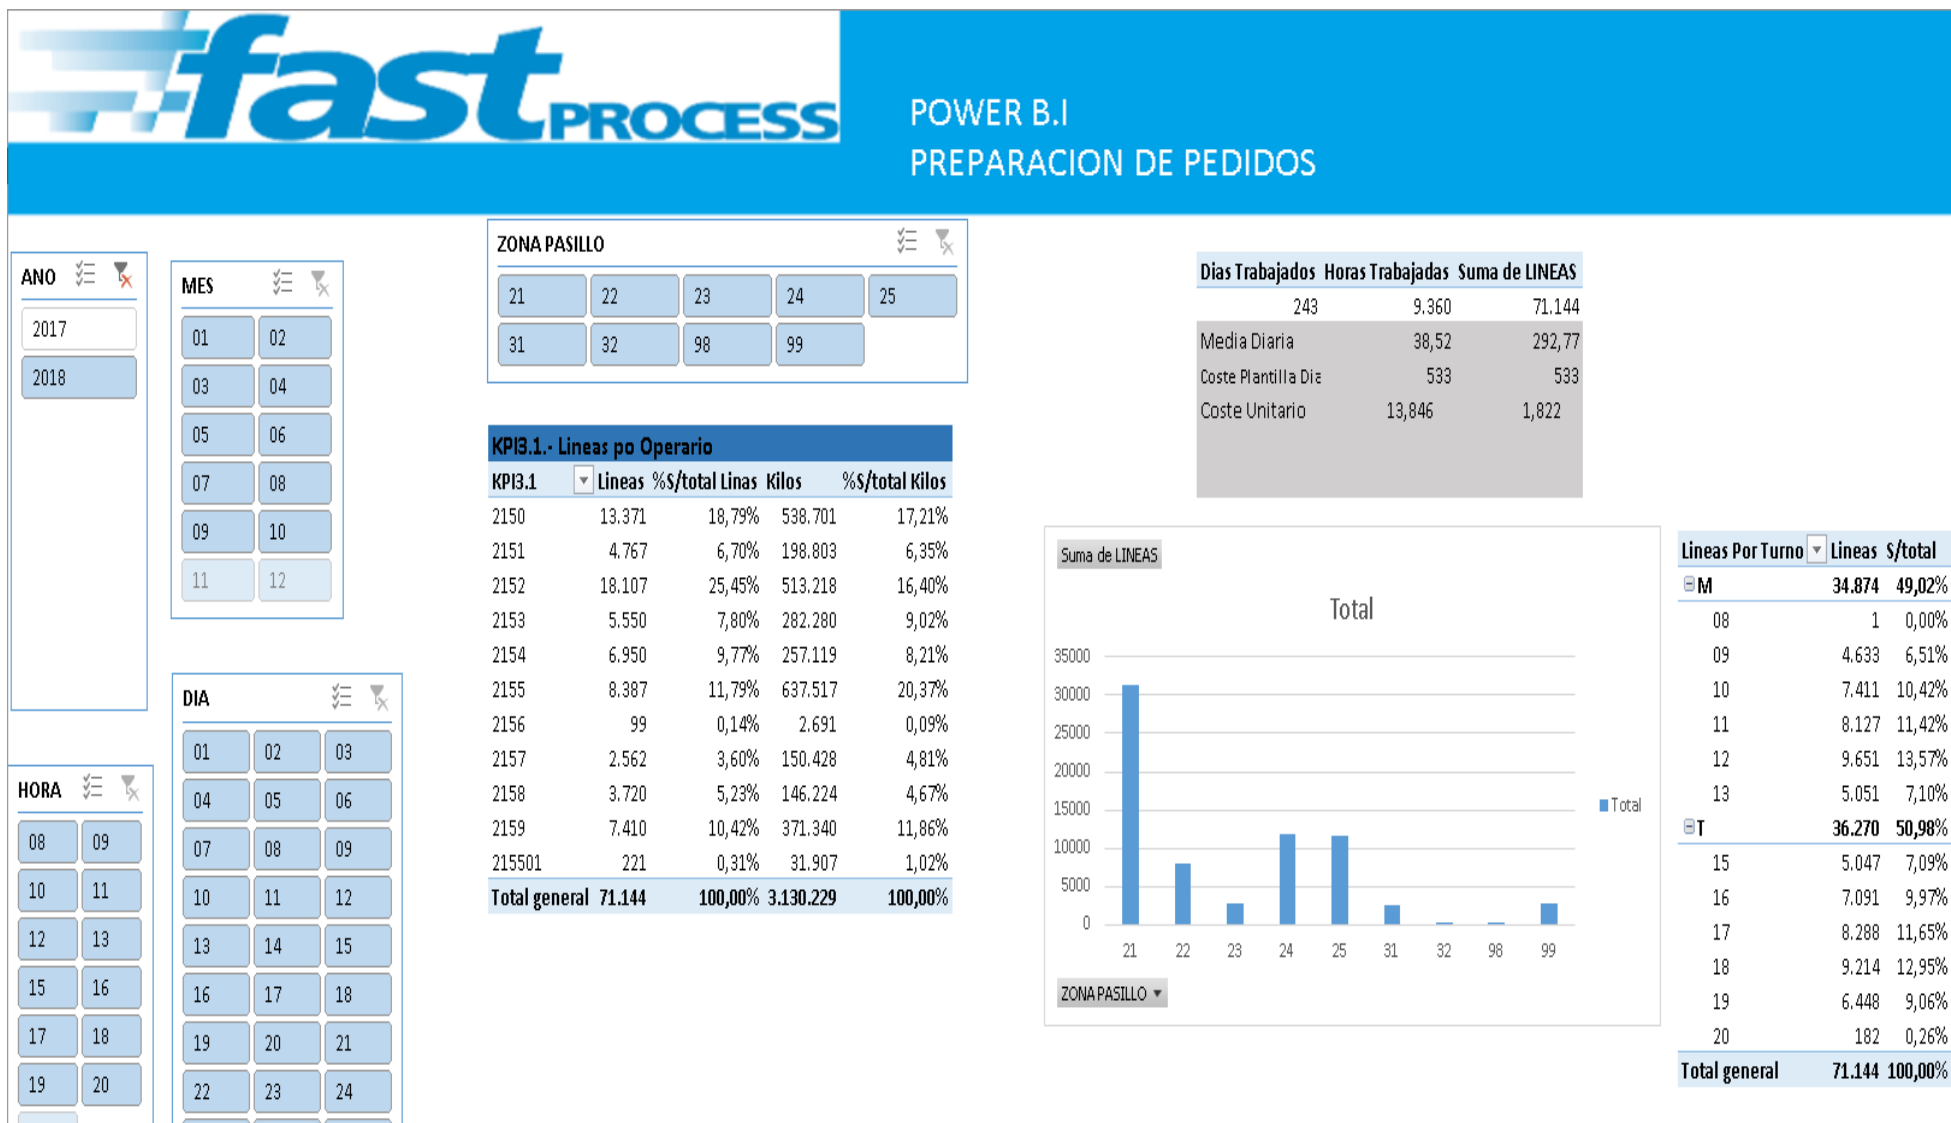 fast PROCESS
POWER B.I
PREPARACION DE PEDIDOS
ANO
2017
2018
MES
01 02
03 04
05 06
07 08
09 10
11 12
HORA
08 09
10 11
12 13
15 16
17 18
19 20
DIA
01 02 03
04 05 06
07 08 09
10 11 12
13 14 15
16 17 18
19 20 21
22 23 24
ZONA PASILLO
21 22 23 24 25
31 32 98 99
KPI3.1.- Lineas po Operario
KPI3.1 Lineas %S/total Linas Kilos %S/total Kilos
2150 13.371 18,79% 538.701 17,21%
2151 4.767 6,70% 198.803 6,35%
2152 18.107 25,45% 513.218 16,40%
2153 5.550 7,80% 282.280 9,02%
2154 6.950 9,77% 257.119 8,21%
2155 8.387 11,79% 637.517 20,37%
2156 99 0,14% 2.691 0,09%
2157 2.562 3,60% 150.428 4,81%
2158 3.720 5,23% 146.224 4,67%
2159 7.410 10,42% 371.340 11,86%
215501 221 0,31% 31.907 1,02%
Total general 71.144 100,00% 3.130.229 100,00%
Dias Trabajados Horas Trabajadas Suma de LINEAS
243 9.360 71.144
Media Diaria 38,52 292,77
Coste Plantilla Dia 533 533
Coste Unitario 13,846 1,822
Suma de LINEAS
Total
35000
30000
25000
20000
15000
10000
5000
0
21 22 23 24 25 31 32 98 99
Total
ZONA PASILLO
Lineas Por Turno Lineas S/total
M 34.874 49,02%
08 1 0,00%
09 4.633 6,51%
10 7.411 10,42%
11 8.127 11,42%
12 9.651 13,57%
13 5.051 7,10%
T 36.270 50,98%
15 5.047 7,09%
16 7.091 9,97%
17 8.288 11,65%
18 9.214 12,95%
19 6.448 9,06%
20 182 0,26%
Total general 71.144 100,00%